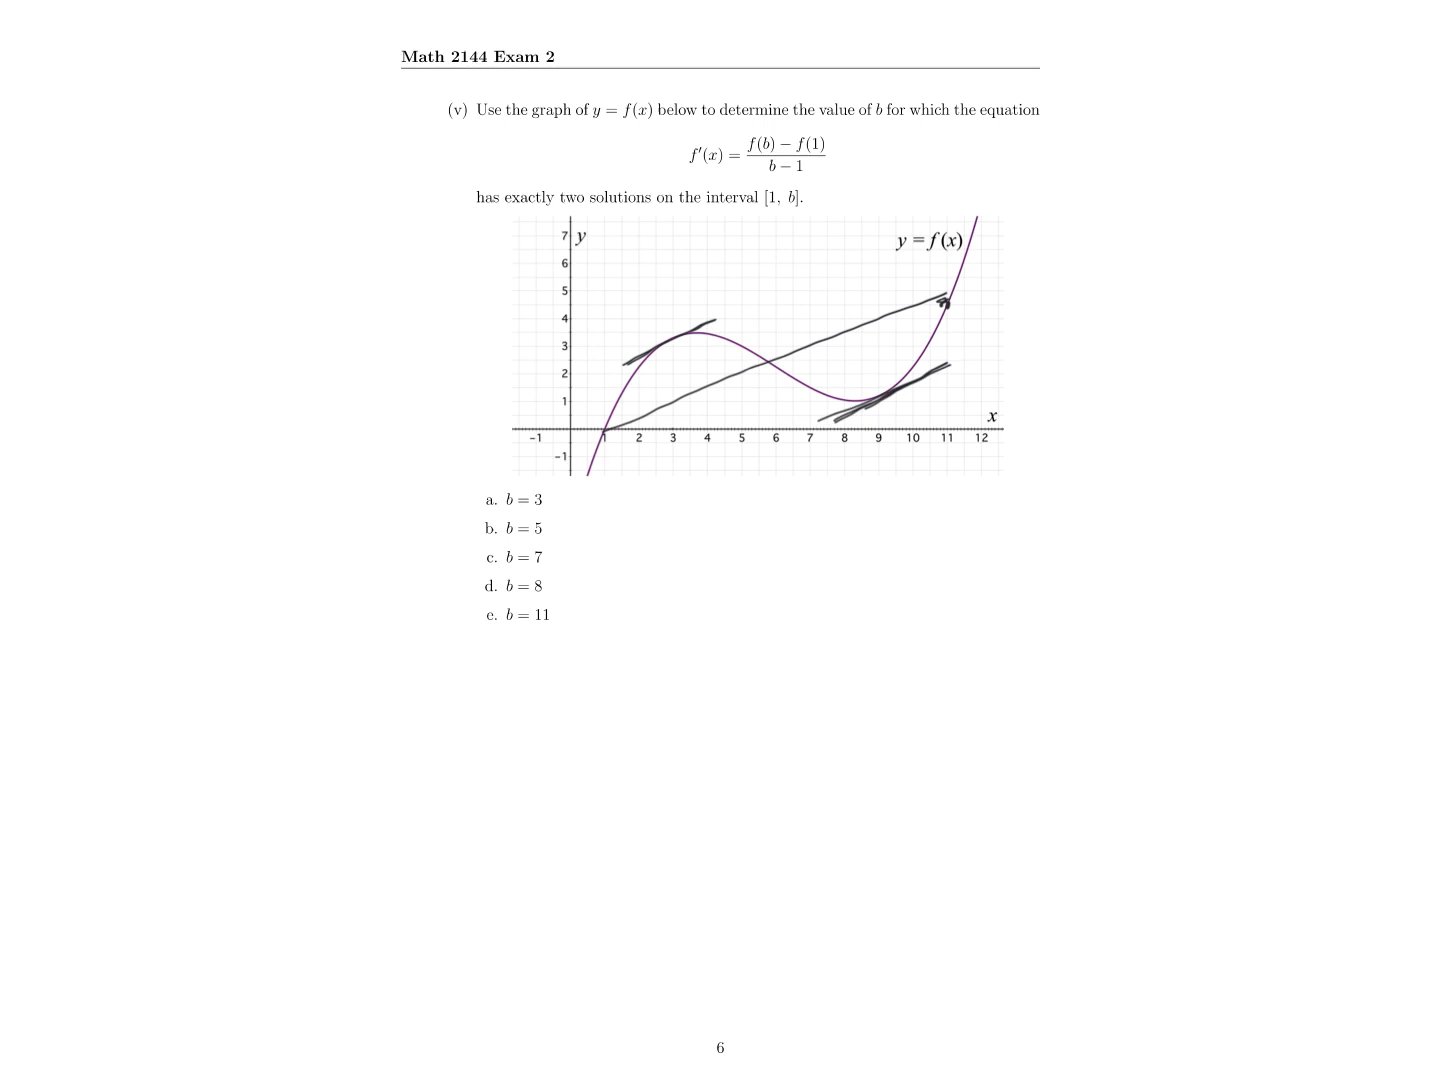 Math 2144 Exam 2
(v) Use the graph of y = f(x) below to determine the value of b for which the equation
f′(x) = \frac{f(b) − f(1)}{b − 1}
has exactly two solutions on the interval [1, b].
7 y y = f(x)
6
5
4
3
2
1
x
−1 1 2 3 4 5 6 7 8 9 10 11 12
−1
a. b = 3
b. b = 5
c. b = 7
d. b = 8
e. b = 11
6